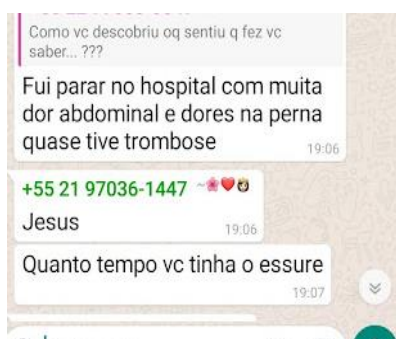 Como vc descobriu oq sentiu q fez vc
saber... ???
Fui parar no hospital com muita
dor abdominal e dores na perna
quase tive trombose
19:06
+55 21 97036-1447 ~🌸❤️👸
Jesus
19:06
Quanto tempo vc tinha o essure
19:07